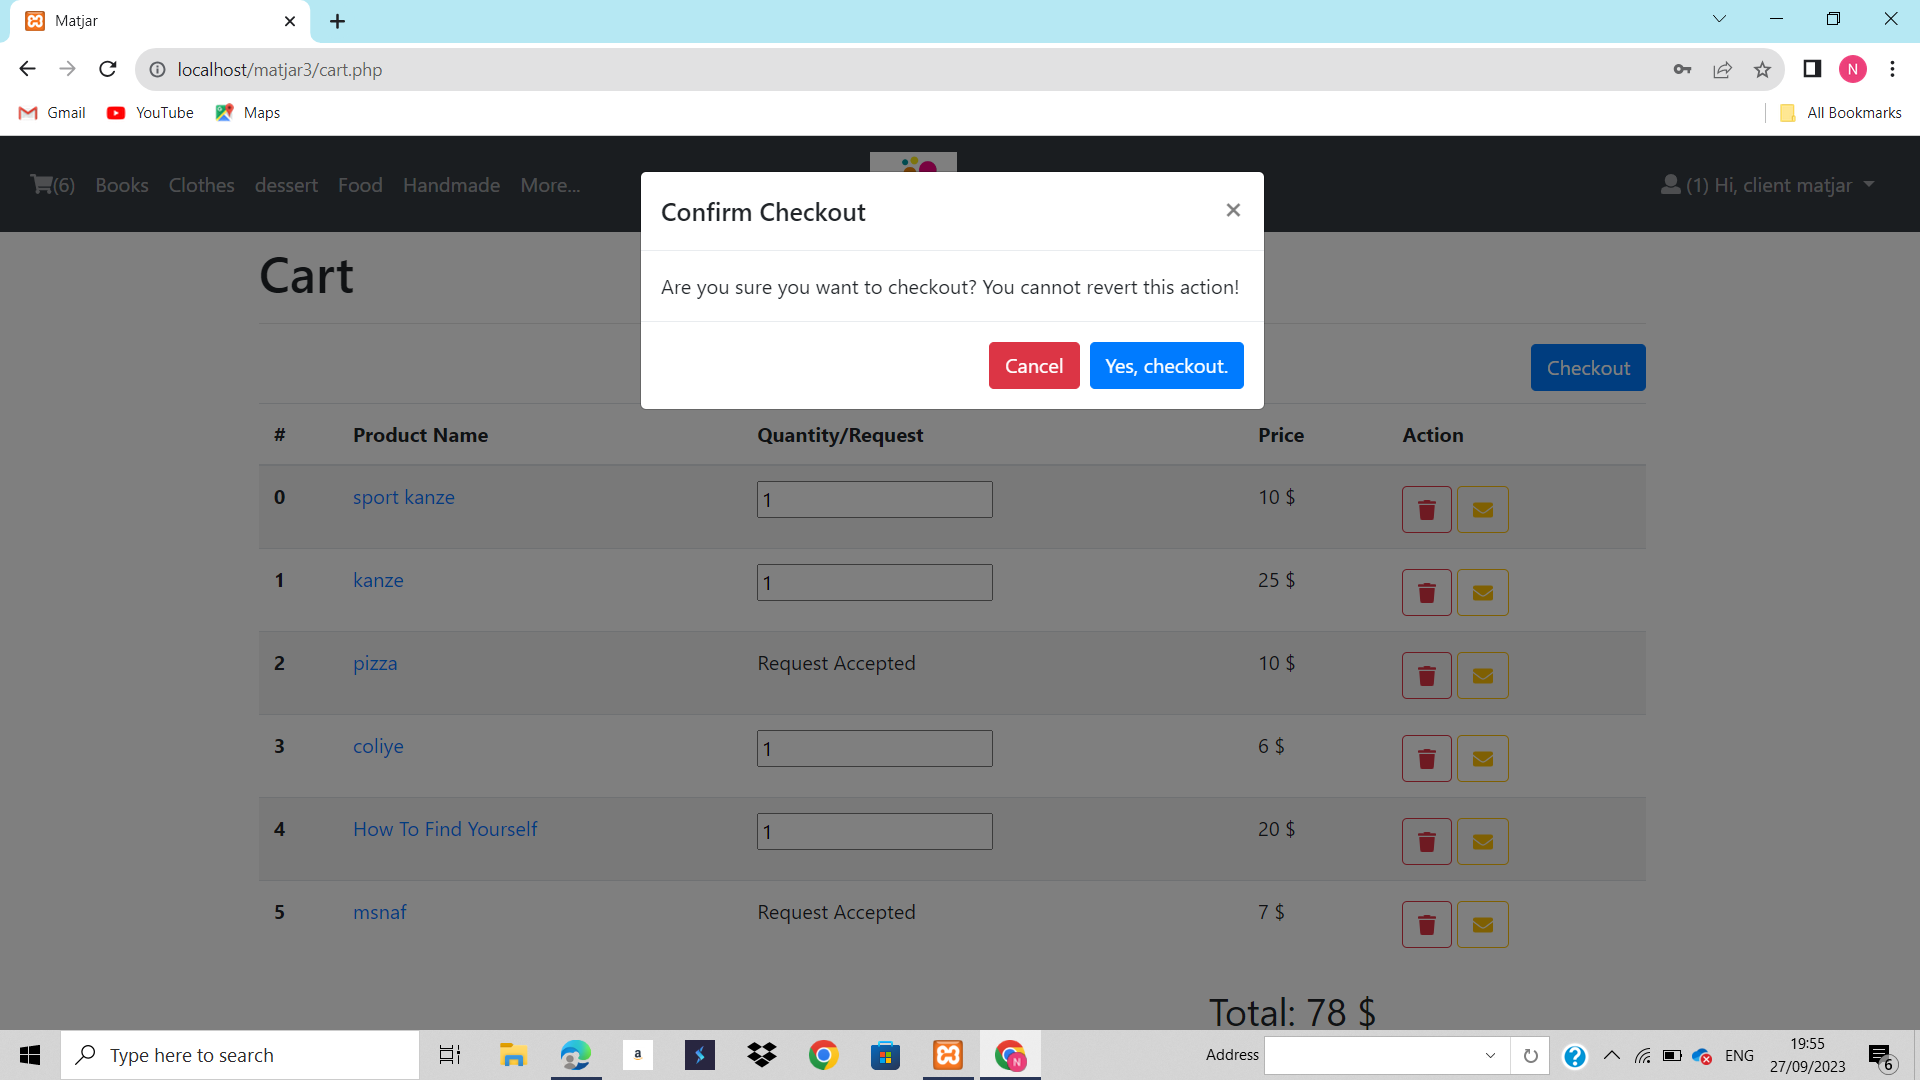 Matjar
localhost/matjar3/cart.php
N
Gmail YouTube Maps All Bookmarks
(6) Books Clothes dessert Food Handmade More... (1) Hi, client matjar
Confirm Checkout ×
Are you sure you want to checkout? You cannot revert this action!
Cancel Yes, checkout.
Cart
Checkout
# Product Name Quantity/Request Price Action
0 sport kanze 1 10 $
1 kanze 1 25 $
2 pizza Request Accepted 10 $
3 coliye 1 6 $
4 How To Find Yourself 1 20 $
5 msnaf Request Accepted 7 $
Total: 78 $
Type here to search a N Address ENG 19:55
27/09/2023 6